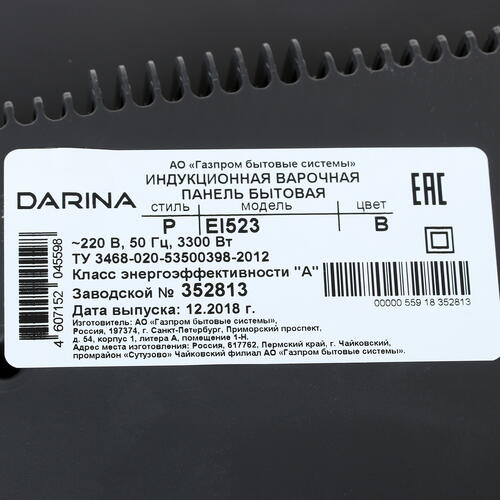 АО «Газпром бытовые системы»
ИНДУКЦИОННАЯ ВАРОЧНАЯ
ПАНЕЛЬ БЫТОВАЯ
DARINA
стиль модель цвет
P EI523 B
EAC
~220 В, 50 Гц, 3300 Вт
ТУ 3468-020-53500398-2012
Класс энергоэффективности "А"
Заводской № 352813
Дата выпуска: 12.2018 г.
00000 559 18 352813
Изготовитель: АО «Газпром бытовые системы».
Россия, 197374, г. Санкт-Петербург, Приморский проспект,
д. 54, корпус 1, литера А, помещение 1-Н.
Адрес места изготовления: Россия, 617762, Пермский край, г. Чайковский,
промрайон «Сутузово» Чайковский филиал АО «Газпром бытовые системы».
4 607152 045598